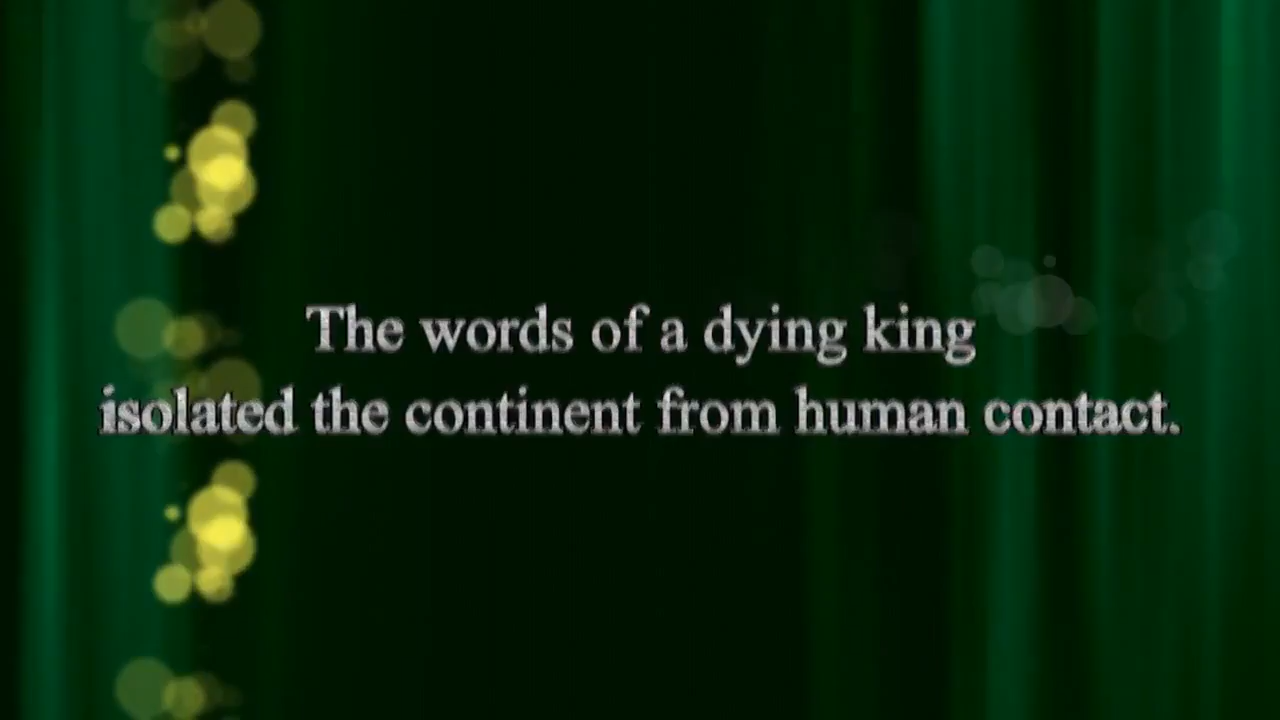 The words of a dying king
isolated the continent from human contact.